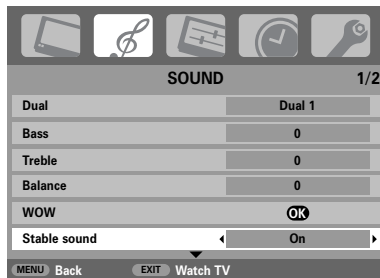 SOUND 1/2
Dual Dual 1
Bass 0
Treble 0
Balance 0
WOW OK
Stable sound On
MENU Back EXIT Watch TV